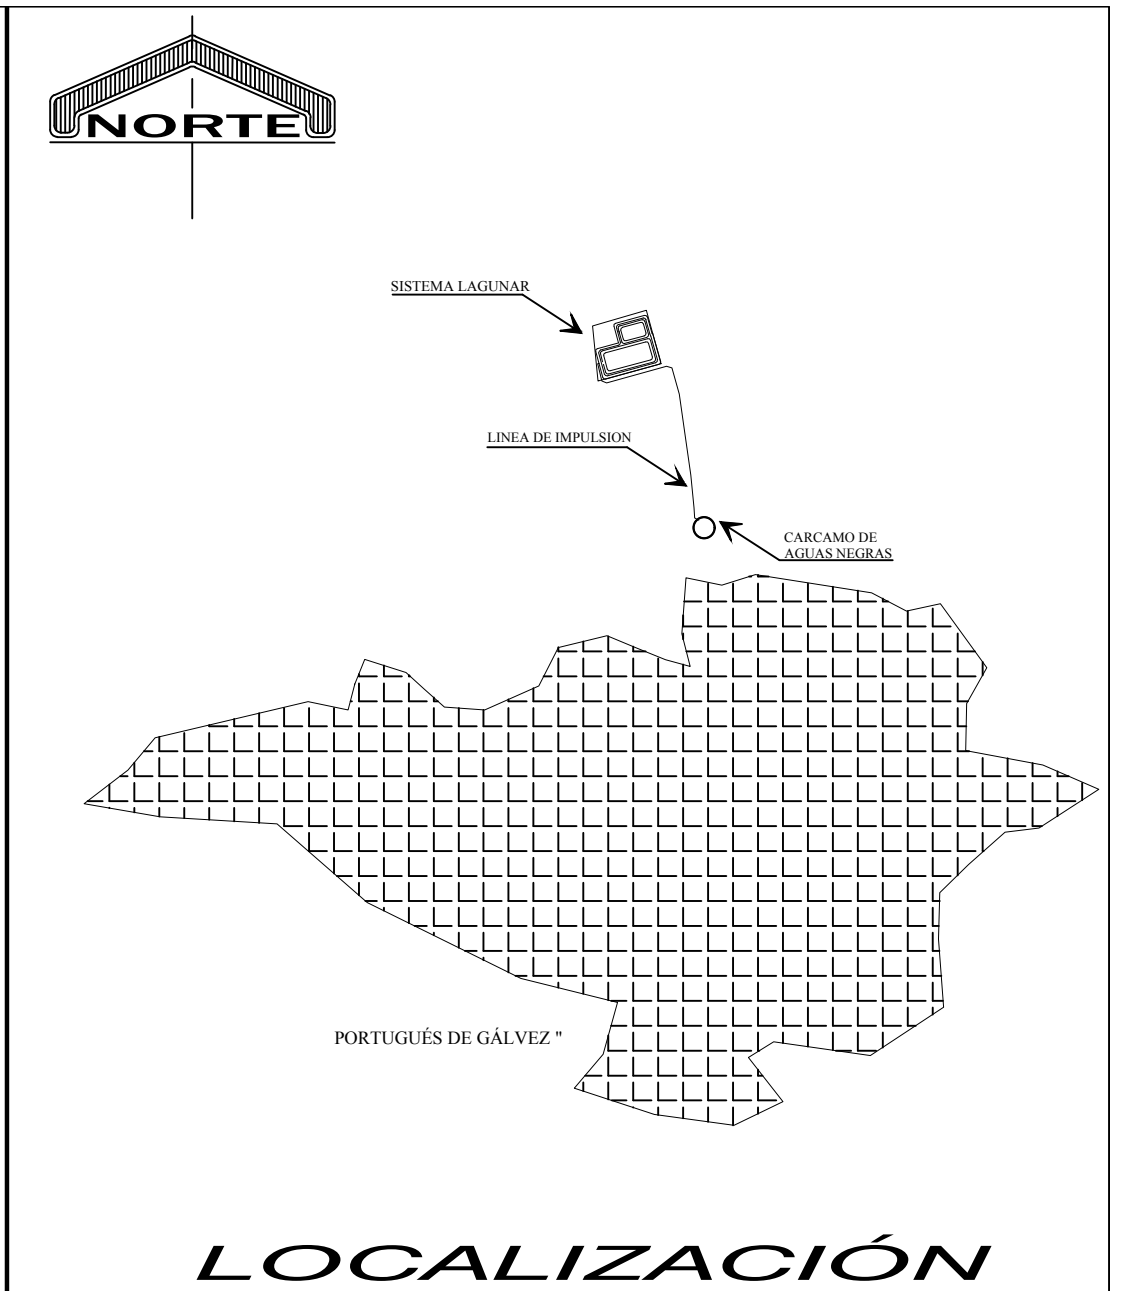 NORTE
SISTEMA LAGUNAR
LINEA DE IMPULSION
CARCAMO DE
AGUAS NEGRAS
PORTUGUÉS DE GÁLVEZ "
LOCALIZACIÓN